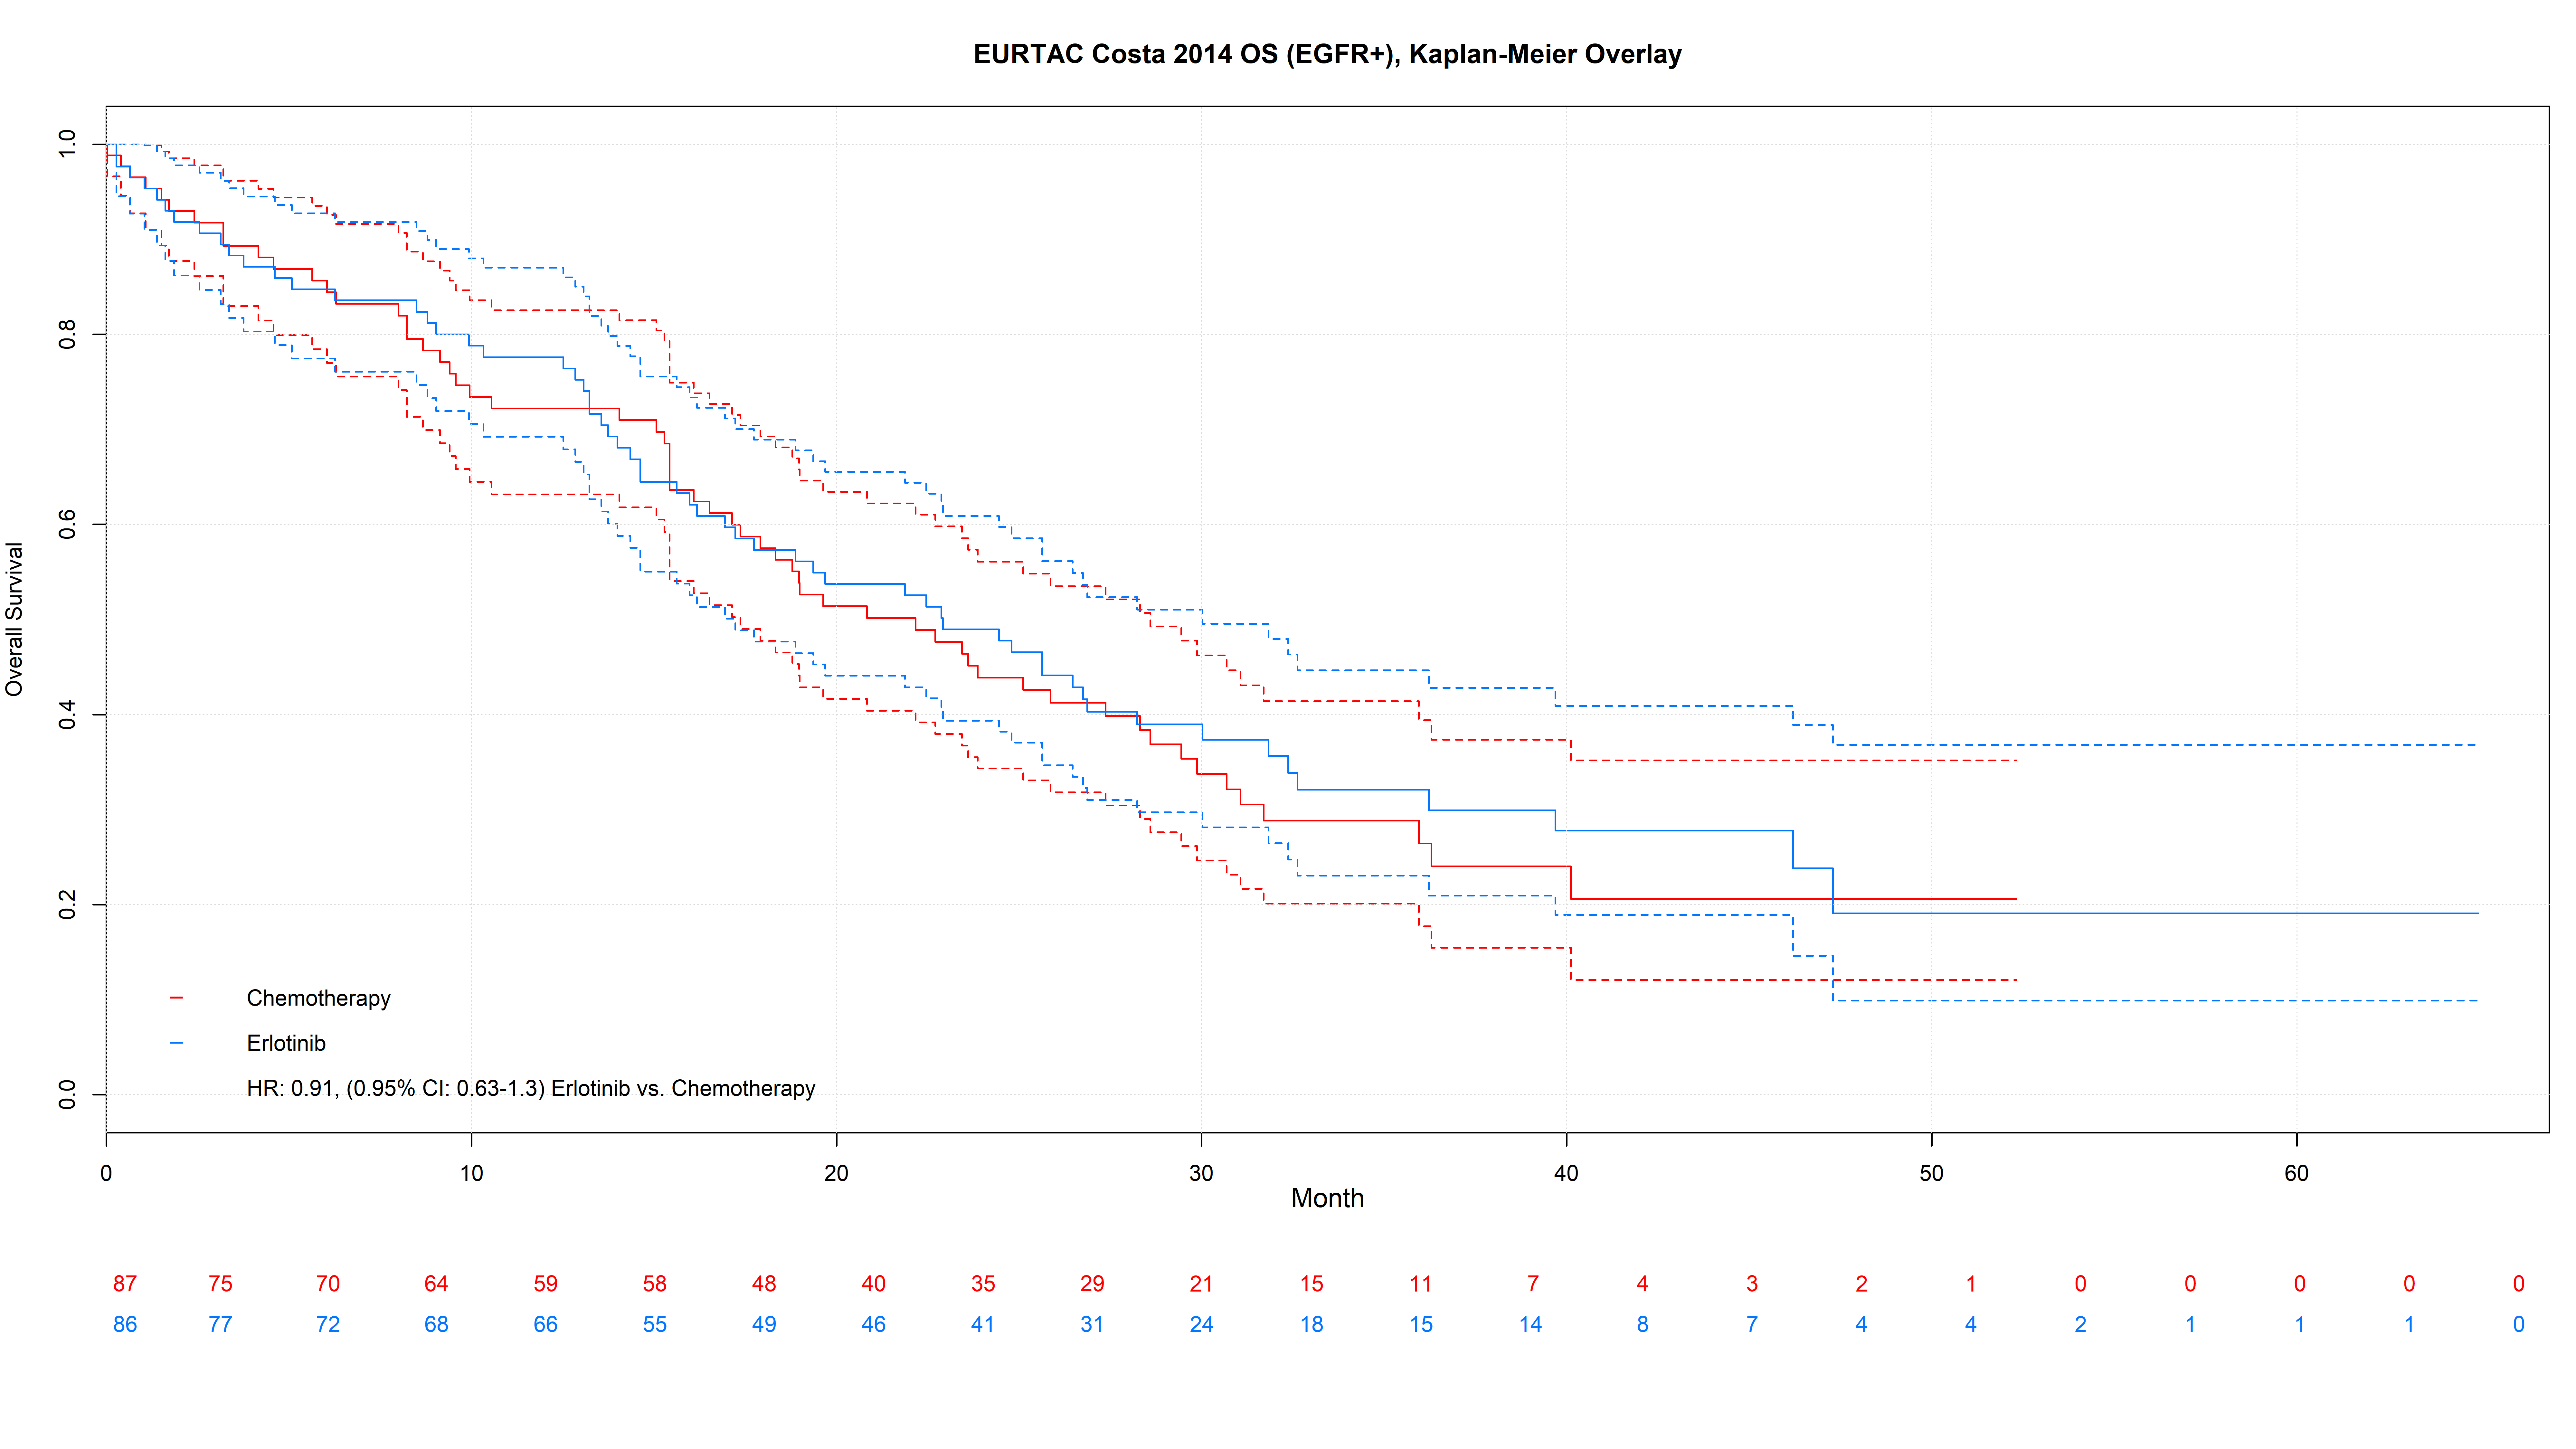 EURTAC Costa 2014 OS (EGFR+), Kaplan-Meier Overlay
Overall Survival
1.0
0.8
0.6
0.4
0.2
0.0
Chemotherapy
Erlotinib
HR: 0.91, (0.95% CI: 0.63-1.3) Erlotinib vs. Chemotherapy
0 10 20 30 40 50 60
Month
87 75 70 64 59 58 48 40 35 29 21 15 11 7 4 3 2 1 0 0 0 0 0
86 77 72 68 66 55 49 46 41 31 24 18 15 14 8 7 4 4 2 1 1 1 0